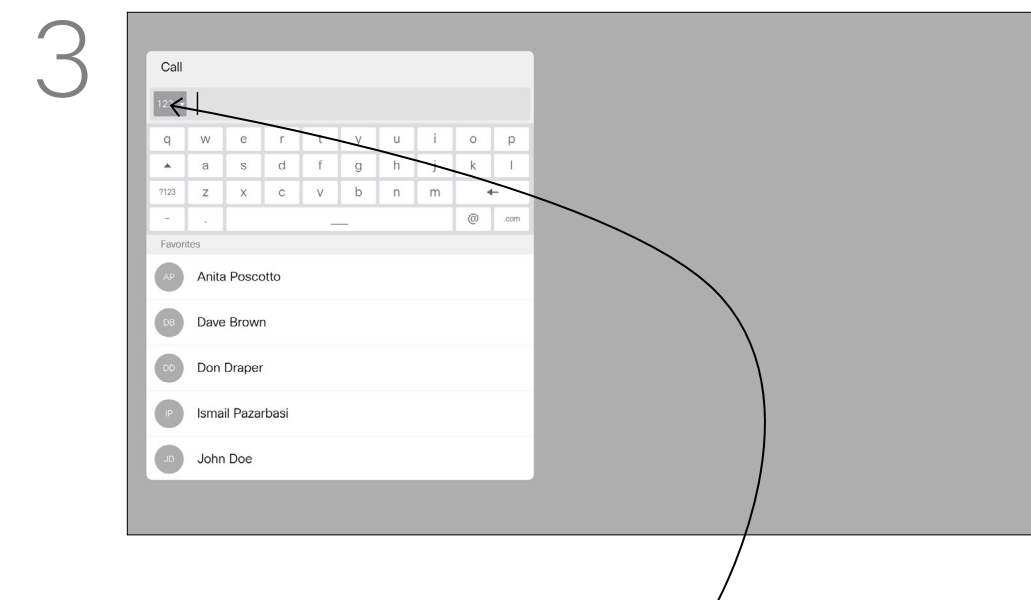 3
Call
q w e r t y u i o p
a s d f g h j k l
?123 z x c v b n m
- . __ @ .com
Favorites
AP Anita Poscotto
DB Dave Brown
DD Don Draper
IP Ismail Pazarbasi
JD John Doe